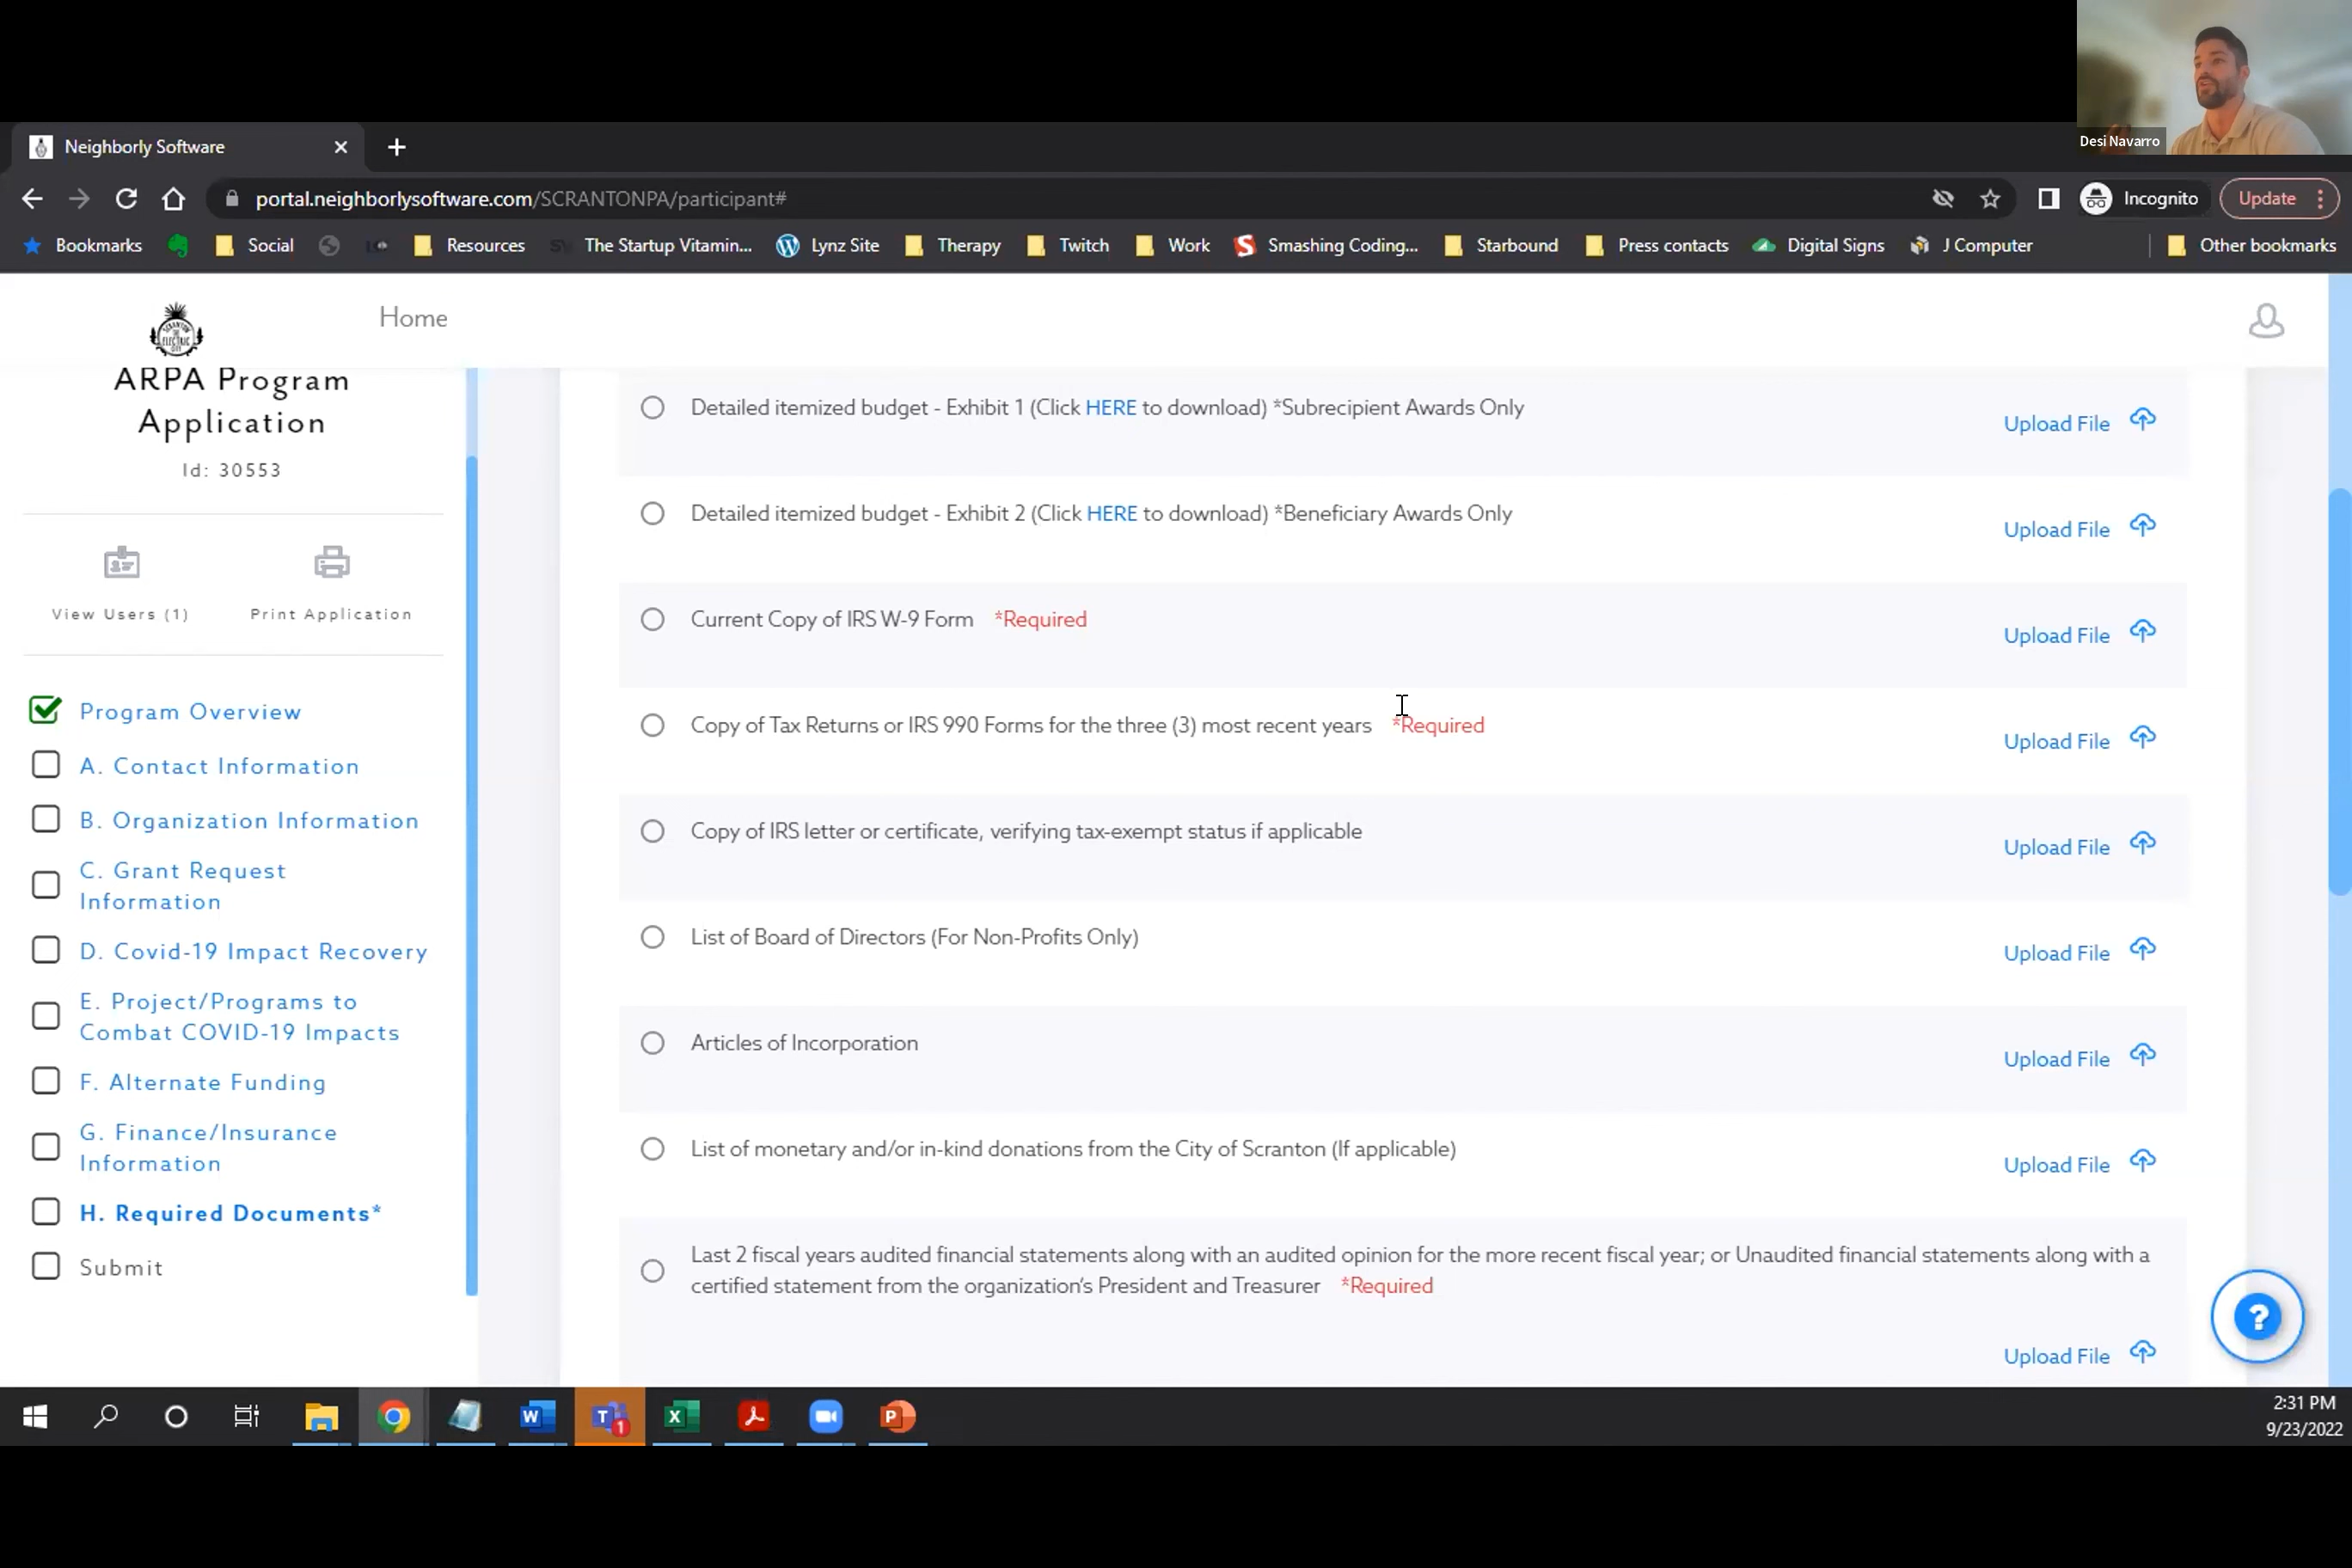 Desi Navarro
Neighborly Software
portal.neighborlysoftware.com/SCRANTONPA/participant#
Incognito
Update
Bookmarks
Social
Resources
The Startup Vitamin...
Lynz Site
Therapy
Twitch
Work
Smashing Coding...
Starbound
Press contacts
Digital Signs
J Computer
Other bookmarks
SCRANTON
THE
ELECTRIC
CITY
Home
ARPA Program
Application
Id: 30553
View Users (1)
Print Application
Program Overview
A. Contact Information
B. Organization Information
C. Grant Request
Information
D. Covid-19 Impact Recovery
E. Project/Programs to
Combat COVID-19 Impacts
F. Alternate Funding
G. Finance/Insurance
Information
H. Required Documents*
Submit
Detailed itemized budget - Exhibit 1 (Click HERE to download) *Subrecipient Awards Only
Upload File
Detailed itemized budget - Exhibit 2 (Click HERE to download) *Beneficiary Awards Only
Upload File
Current Copy of IRS W-9 Form *Required
Upload File
Copy of Tax Returns or IRS 990 Forms for the three (3) most recent years *Required
Upload File
Copy of IRS letter or certificate, verifying tax-exempt status if applicable
Upload File
List of Board of Directors (For Non-Profits Only)
Upload File
Articles of Incorporation
Upload File
List of monetary and/or in-kind donations from the City of Scranton (If applicable)
Upload File
Last 2 fiscal years audited financial statements along with an audited opinion for the more recent fiscal year; or Unaudited financial statements along with a
certified statement from the organization's President and Treasurer *Required
Upload File
2:31 PM
9/23/2022